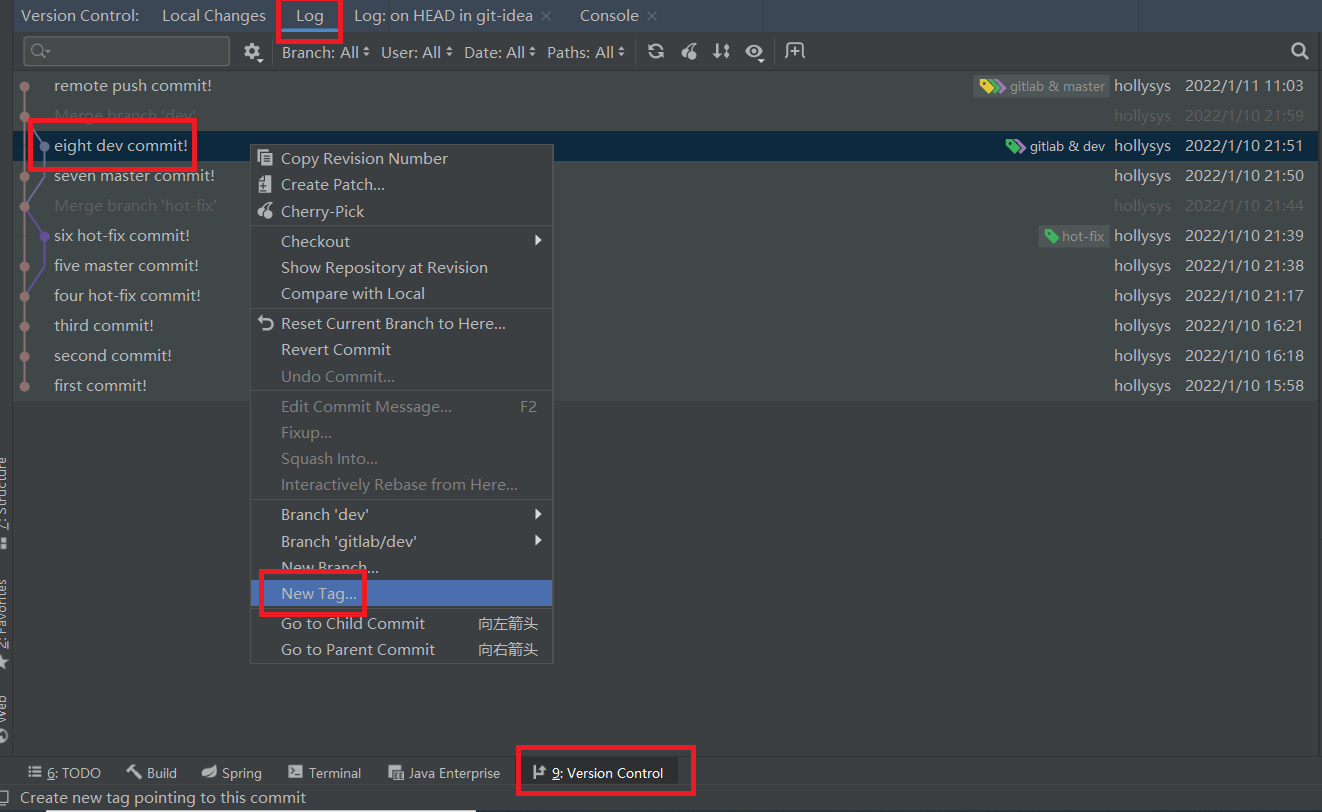 Version Control: Local Changes Log Log: on HEAD in git-idea Console
Branch: All User: All Date: All Paths: All
remote push commit! gitlab & master hollysys 2022/1/11 11:03
Merge branch 'dev' hollysys 2022/1/10 21:59
eight dev commit! gitlab & dev hollysys 2022/1/10 21:51
seven master commit! hollysys 2022/1/10 21:50
Merge branch 'hot-fix' hollysys 2022/1/10 21:44
six hot-fix commit! hot-fix hollysys 2022/1/10 21:39
five master commit! hollysys 2022/1/10 21:38
four hot-fix commit! hollysys 2022/1/10 21:17
third commit! hollysys 2022/1/10 16:21
second commit! hollysys 2022/1/10 16:18
first commit! hollysys 2022/1/10 15:58
Copy Revision Number
Create Patch...
Cherry-Pick
Checkout
Show Repository at Revision
Compare with Local
Reset Current Branch to Here...
Revert Commit
Undo Commit...
Edit Commit Message... F2
Fixup...
Squash Into...
Interactively Rebase from Here...
Branch 'dev'
Branch 'gitlab/dev'
New Branch...
New Tag...
Go to Child Commit 向左箭头
Go to Parent Commit 向右箭头
7: Structure
2: Favorites
Web
6: TODO Build Spring Terminal Java Enterprise 9: Version Control
Create new tag pointing to this commit